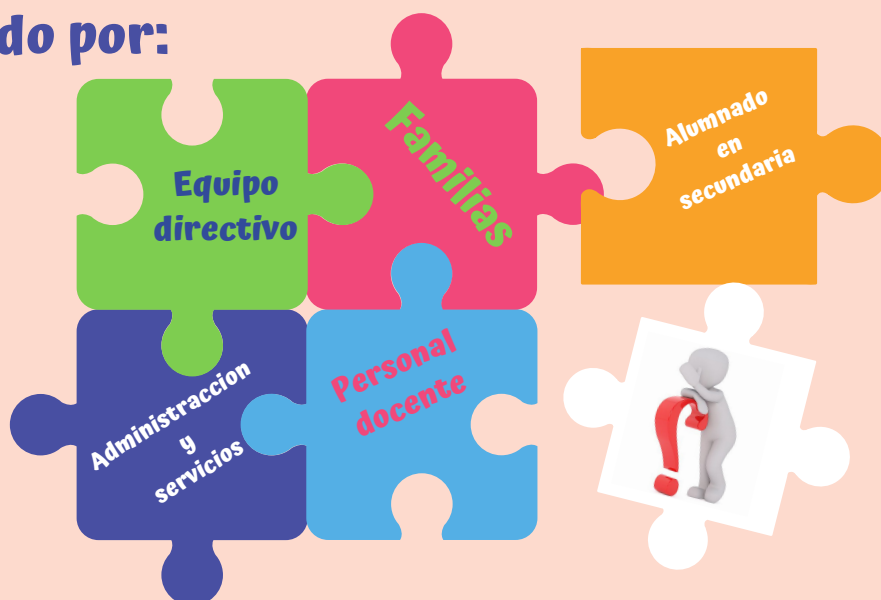 do por:
Equipo
directivo
Familias
Alumnado
en
secundaria
Administraccion
y
servicios
Personal
docente
?